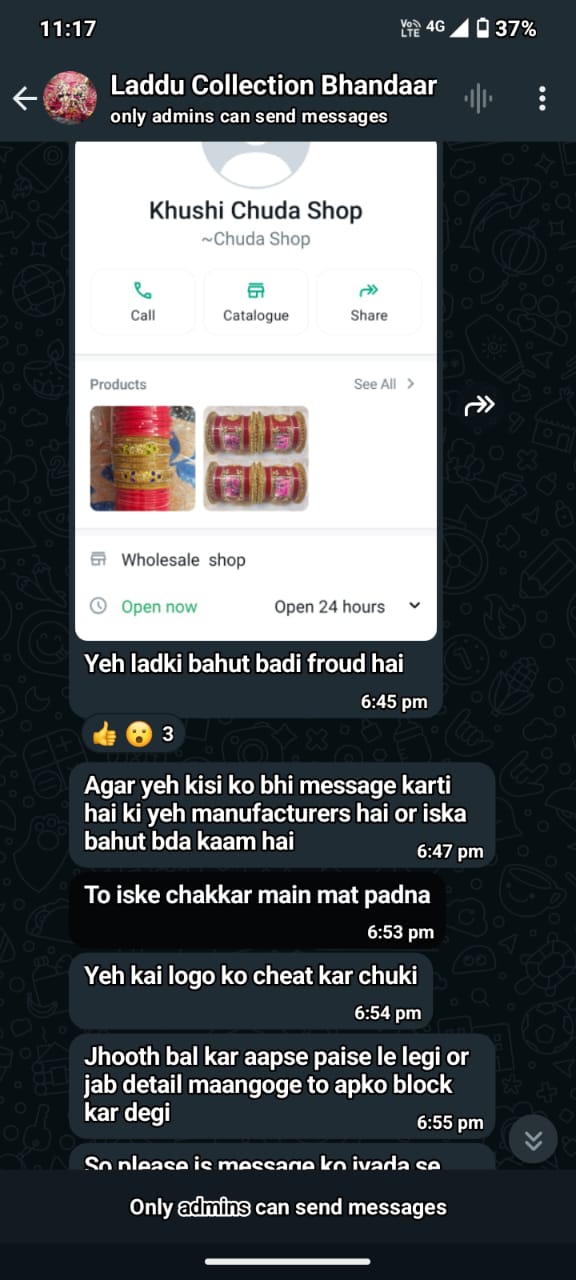 11:17
Vo LTE 4G 37%
Laddu Collection Bhandaar
only admins can send messages
Khushi Chuda Shop
~Chuda Shop
Call Catalogue Share
Products See All
Wholesale shop
Open now Open 24 hours
Yeh ladki bahut badi froud hai
6:45 pm
👍 😮 3
Agar yeh kisi ko bhi message karti
hai ki yeh manufacturers hai or iska
bahut bda kaam hai
6:47 pm
To iske chakkar main mat padna
6:53 pm
Yeh kai logo ko cheat kar chuki
6:54 pm
Jhooth bal kar aapse paise le legi or
jab detail maangoge to apko block
kar degi
6:55 pm
So please is message ko jyada se
Only admins can send messages